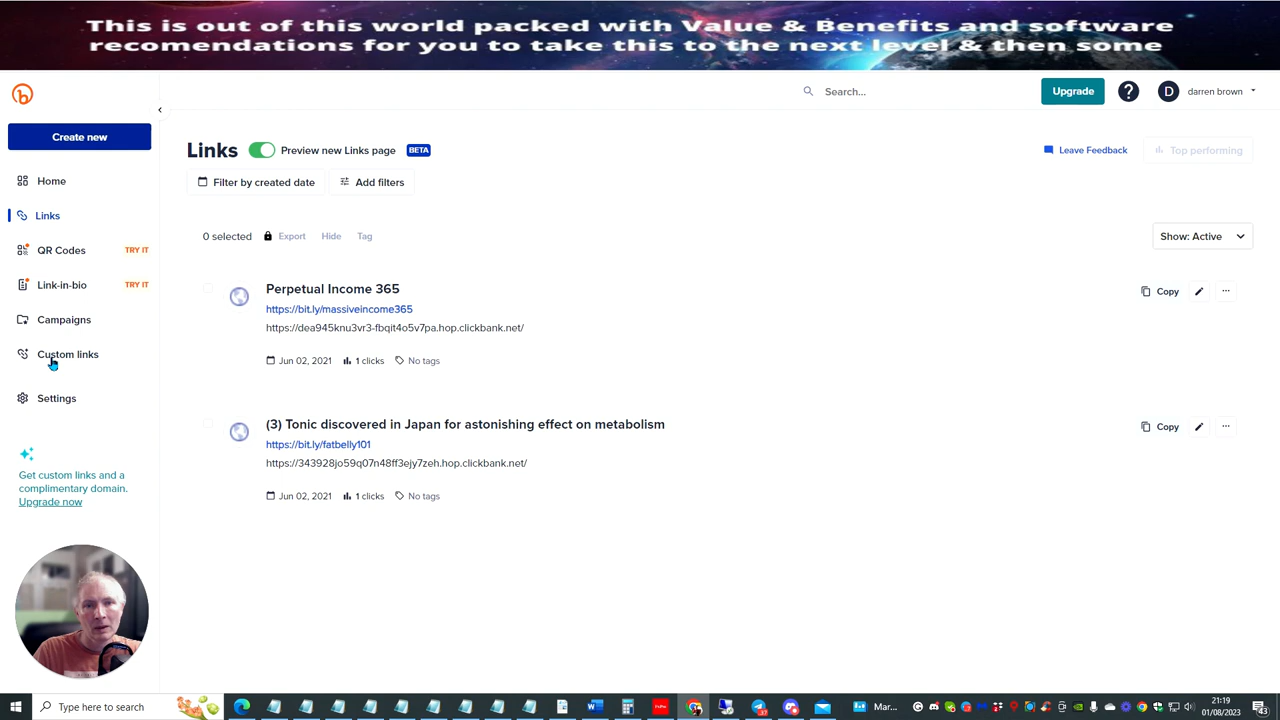 This is out of this world packed with Value & Benefits and software
recomendations for you to take this to the next level & then some
Search...
Upgrade
?
D
darren brown
Create new
Home
Links
QR Codes
TRY IT
Link-in-bio
TRY IT
Campaigns
Custom links
Settings
Get custom links and a
complimentary domain.
Upgrade now
Links
Preview new Links page
BETA
Leave Feedback
Top performing
Filter by created date
Add filters
0 selected
Export
Hide
Tag
Show: Active
Perpetual Income 365
https://bit.ly/massiveincome365
https://dea945knu3vr3-fbqit4o5v7pa.hop.clickbank.net/
Jun 02, 2021
1 clicks
No tags
Copy
(3) Tonic discovered in Japan for astonishing effect on metabolism
https://bit.ly/fatbelly101
https://343928jo59q07n48ff3ejy7zeh.hop.clickbank.net/
Jun 02, 2021
1 clicks
No tags
Copy
Type here to search
Mar...
21:19
01/08/2023